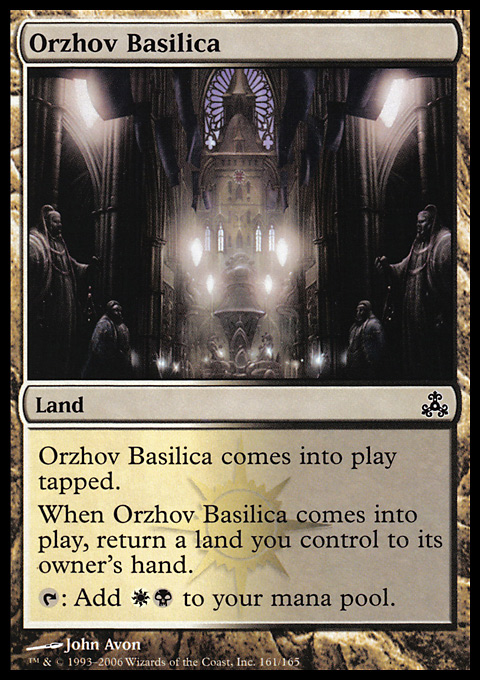 Orzhov Basilica
Land
Orzhov Basilica comes into play
tapped.
When Orzhov Basilica comes into
play, return a land you control to its
owner's hand.
: Add to your mana pool.
John Avon
™ & © 1993–2006 Wizards of the Coast, Inc. 161/165